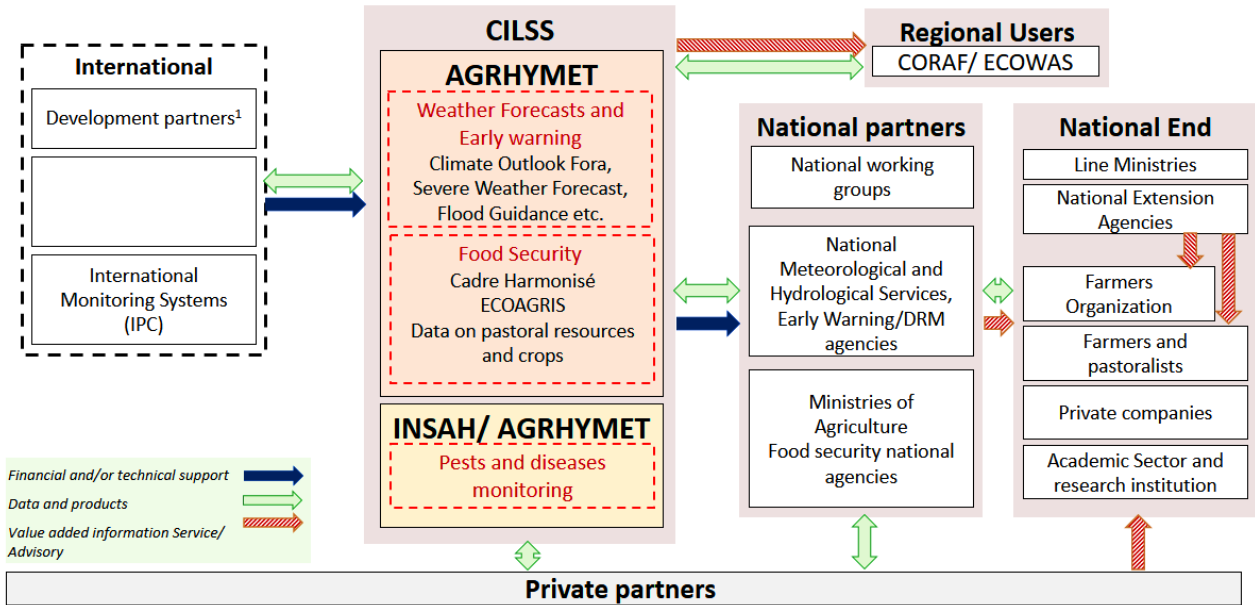 International
Development partners¹
International
Monitoring Systems
(IPC)
CILSS
AGRHYMET
Weather Forecasts and
Early warning
Climate Outlook Fora,
Severe Weather Forecast,
Flood Guidance etc.
Food Security
Cadre Harmonisé
ECOAGRIS
Data on pastoral resources
and crops
INSAH/ AGRHYMET
Pests and diseases
monitoring
Regional Users
CORAF/ ECOWAS
National partners
National working
groups
National
Meteorological and
Hydrological Services,
Early Warning/DRM
agencies
Ministries of
Agriculture
Food security national
agencies
National End
Line Ministries
National Extension
Agencies
Farmers
Organization
Farmers and
pastoralists
Private companies
Academic Sector and
research institution
Financial and/or technical support
Data and products
Value added information Service/
Advisory
Private partners